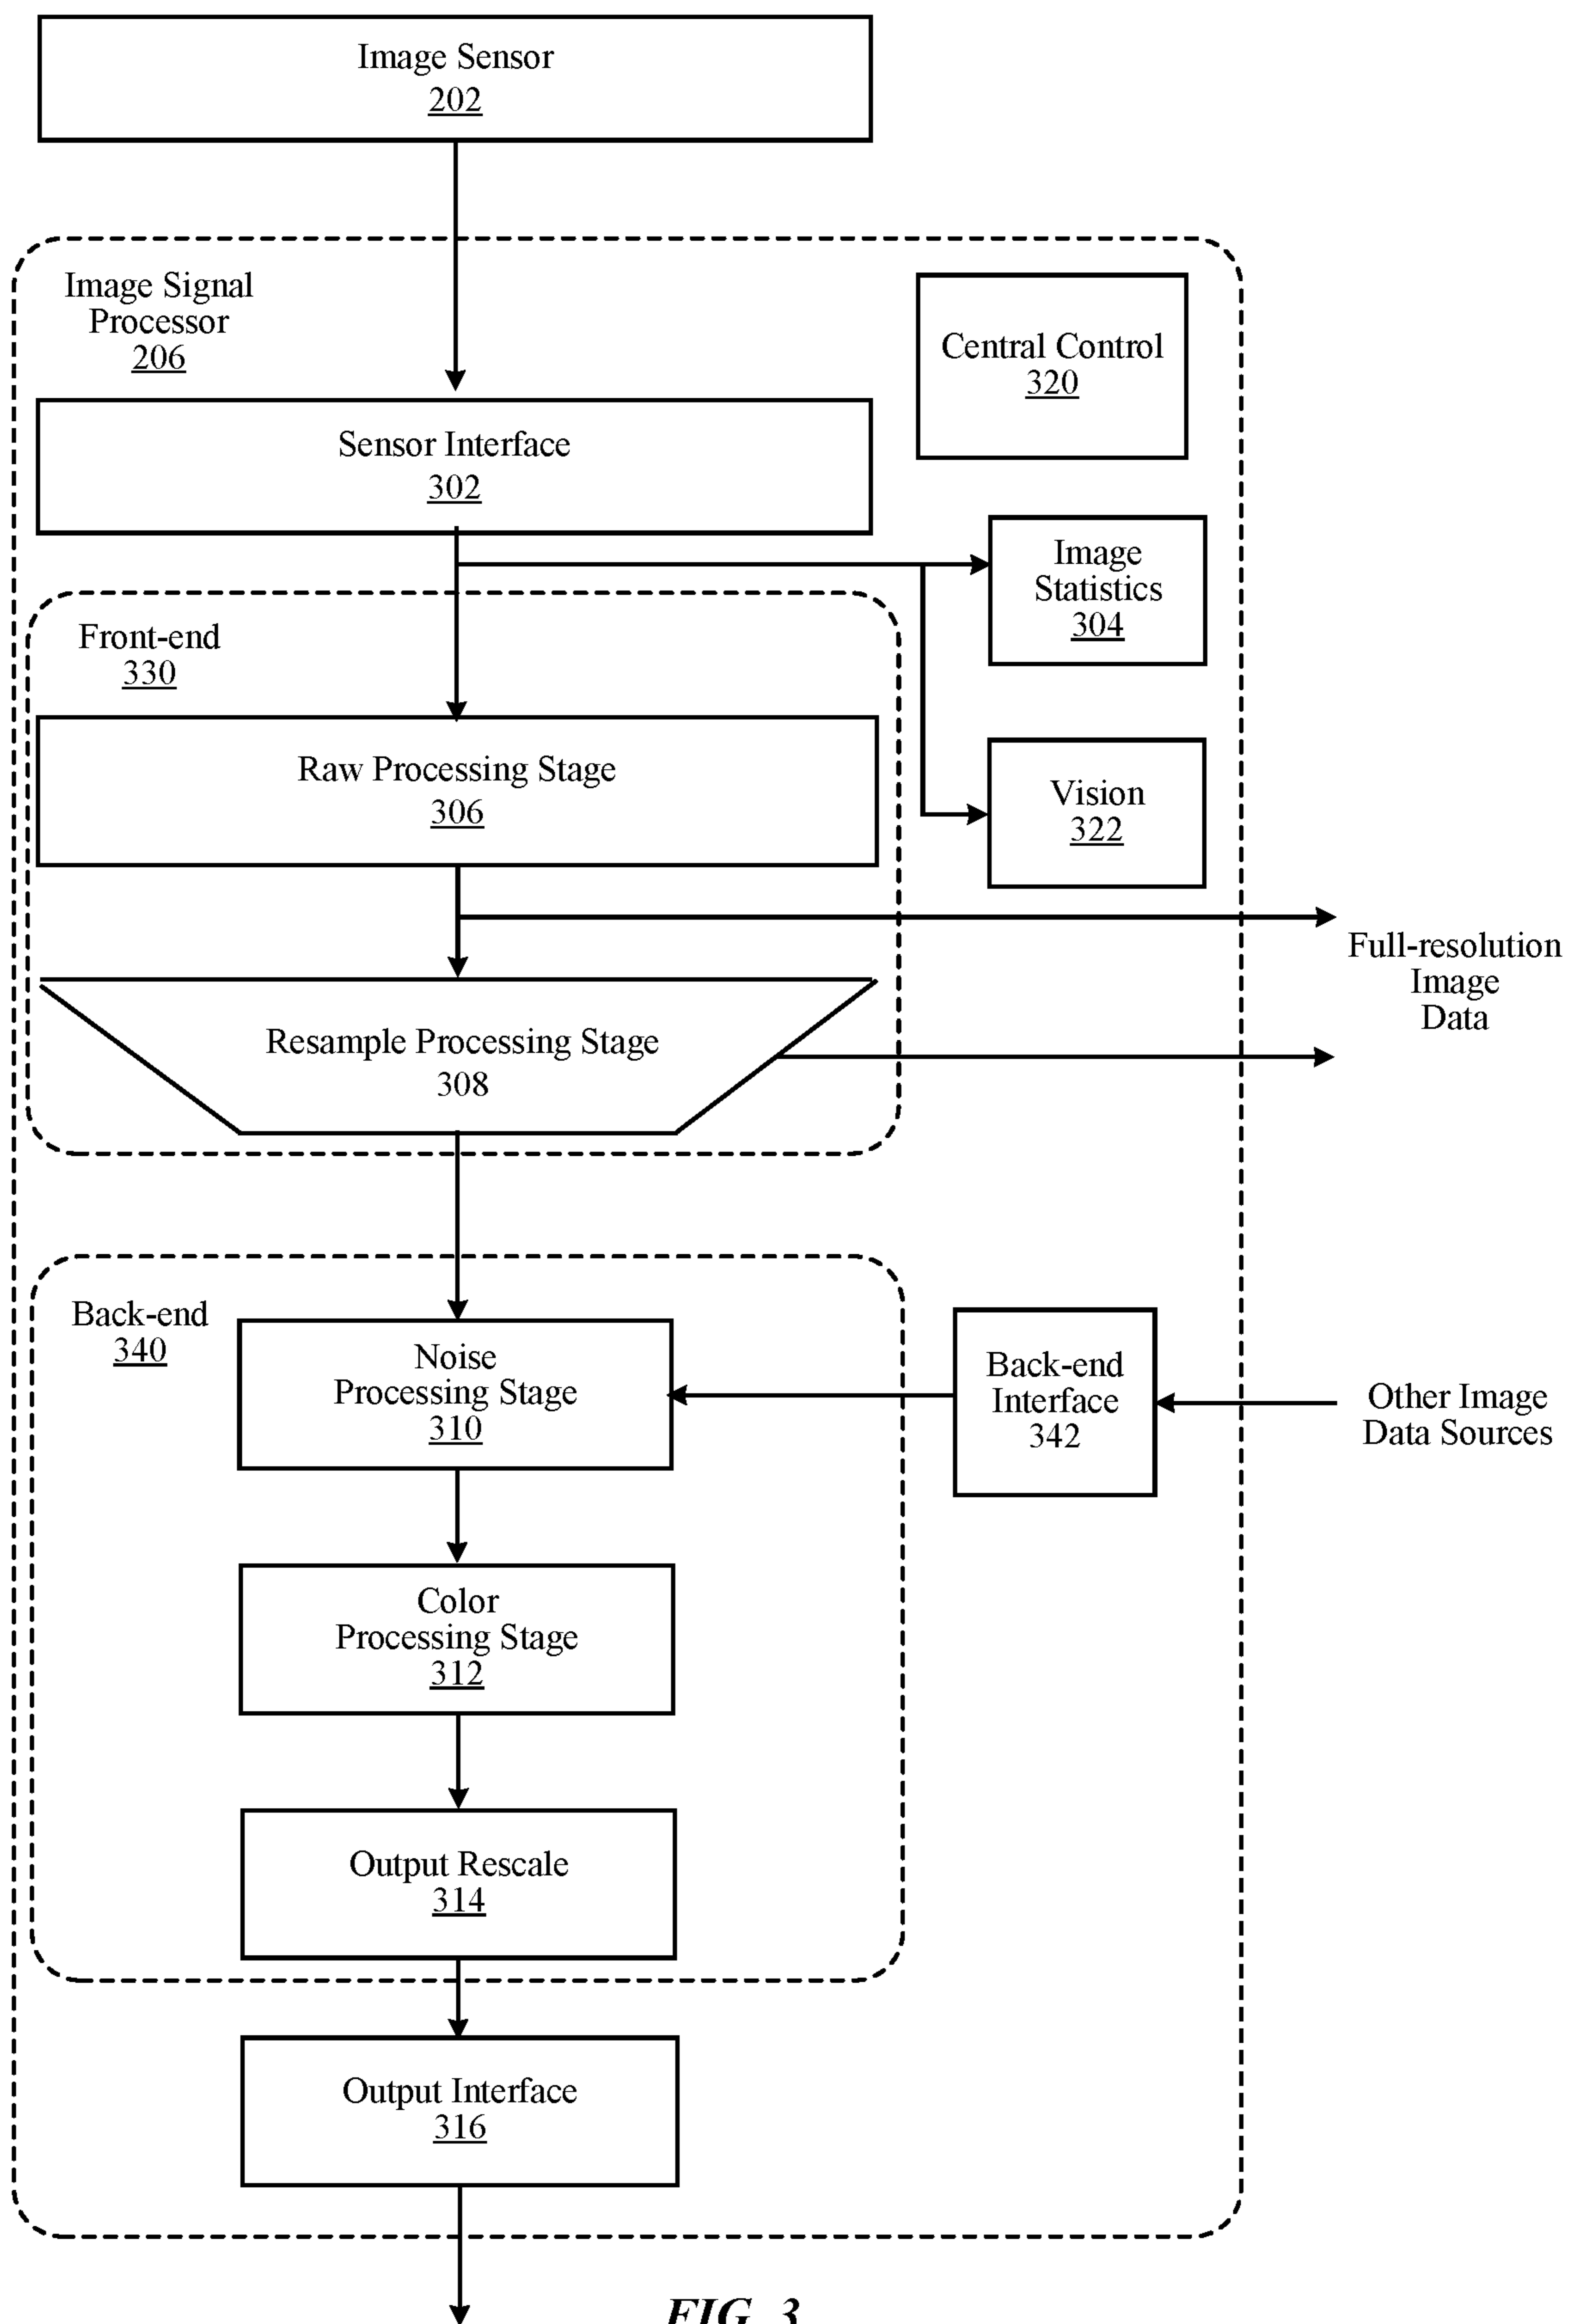 Image Sensor
202
Image Signal
Processor
206
Central Control
320
Sensor Interface
302
Image
Statistics
304
Front-end
330
Raw Processing Stage
306
Vision
322
Full-resolution
Image
Data
Resample Processing Stage
308
Back-end
340
Noise
Processing Stage
310
Back-end
Interface
342
Other Image
Data Sources
Color
Processing Stage
312
Output Rescale
314
Output Interface
316
FIG. 3